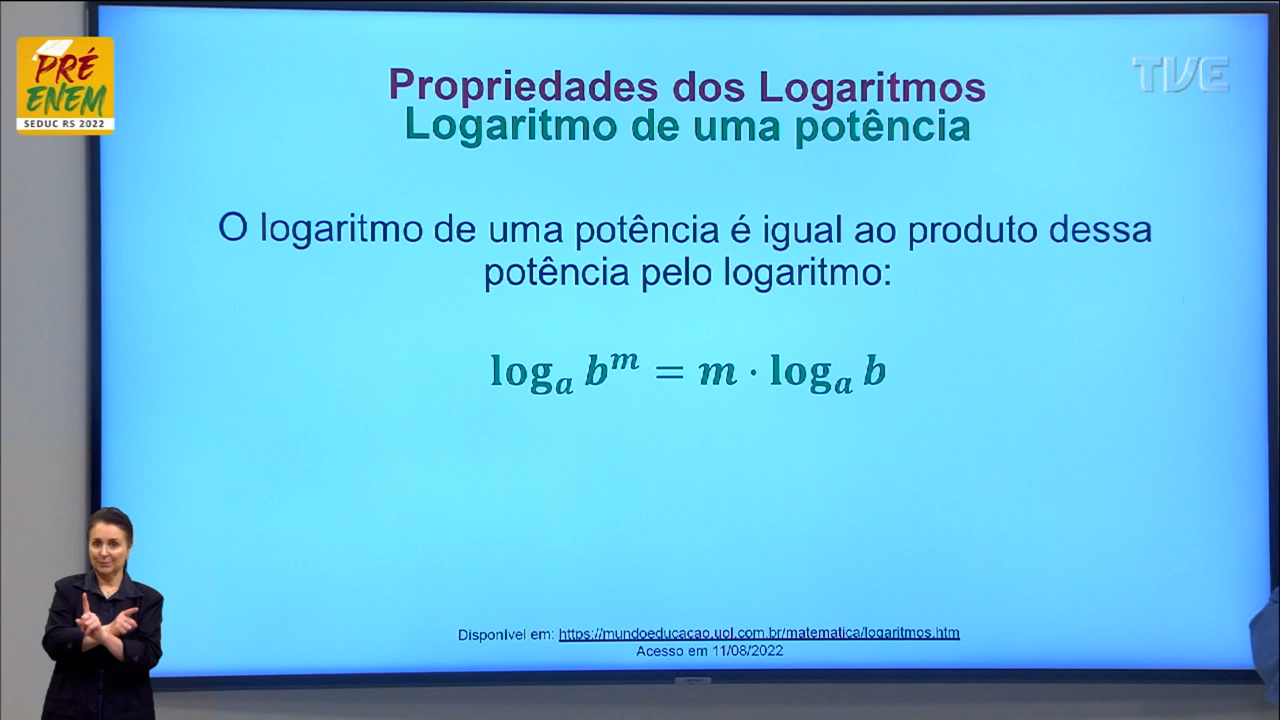 PRÉ
ENEM
SEDUC RS 2022
TVE
Propriedades dos Logaritmos
Logaritmo de uma potência
O logaritmo de uma potência é igual ao produto dessa
potência pelo logaritmo:
logₐ bᵐ = m · logₐ b
Disponível em: https://mundoeducacao.uol.com.br/matematica/logaritmos.htm
Acesso em 11/08/2022